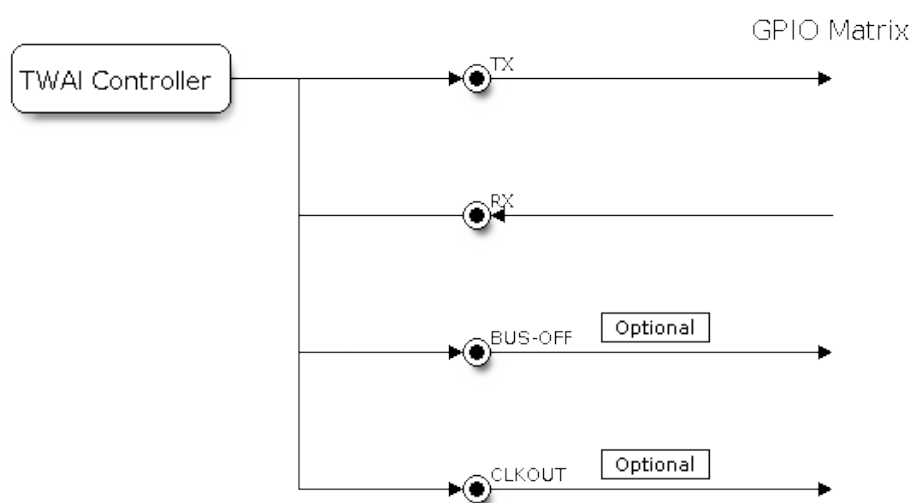 GPIO Matrix
TWAI Controller
TX
RX
BUS-OFF
Optional
CLKOUT
Optional